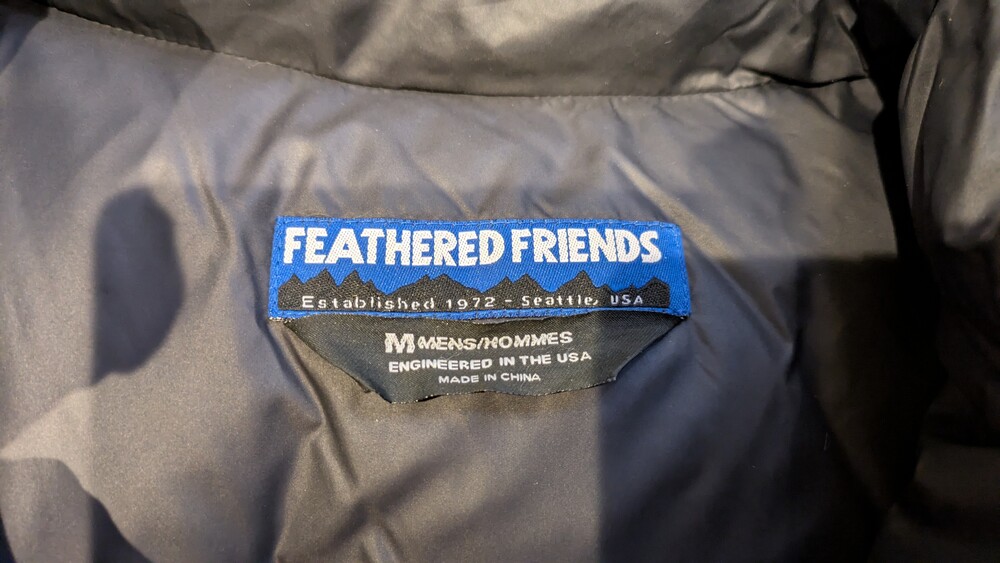 FEATHERED FRIENDS
Established 1972 - Seattle, USA
M MENS/HOMMES
ENGINEERED IN THE USA
MADE IN CHINA